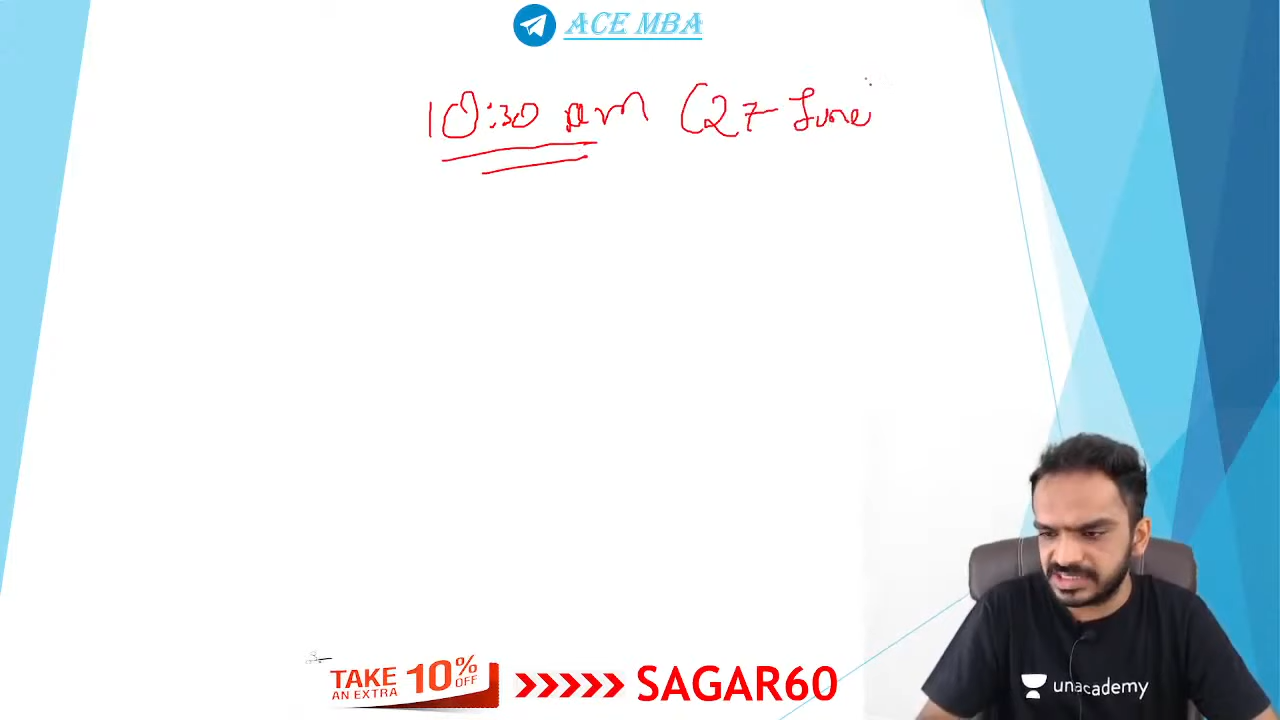 ACE MBA
10:30 am (27 June
TAKE 10% OFF
AN EXTRA
>>>>> SAGAR60
unacademy